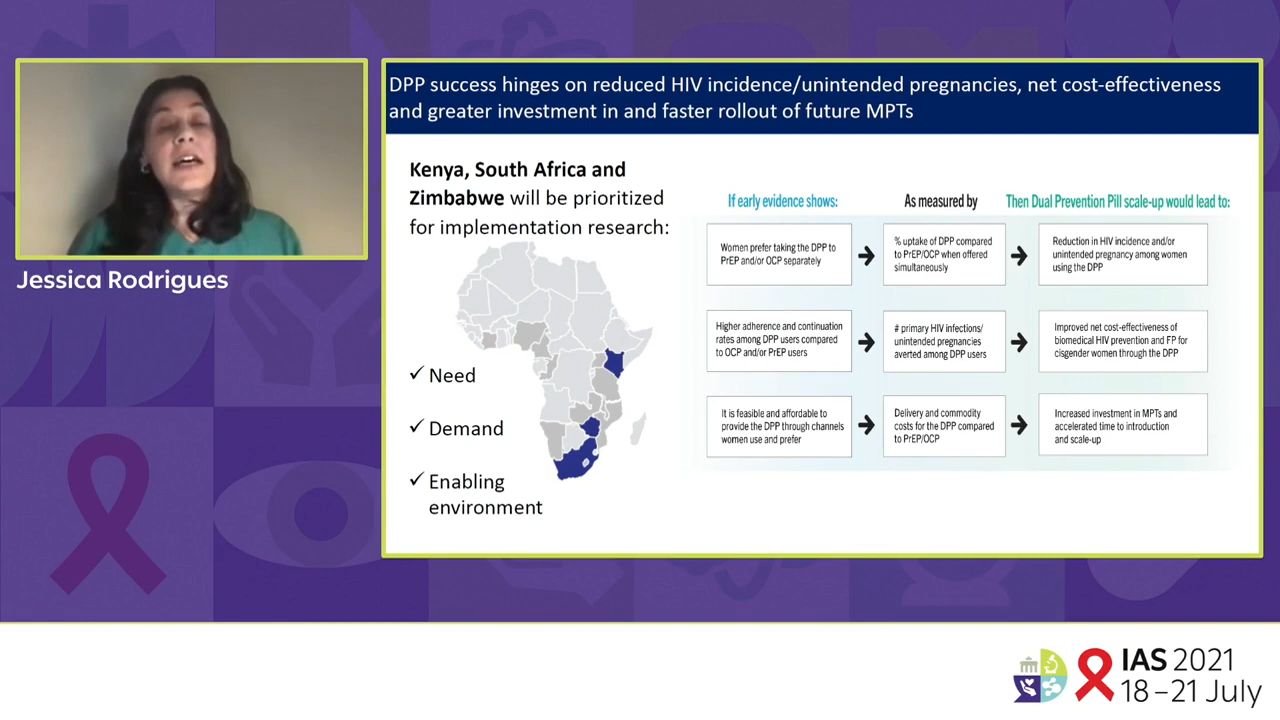 DPP success hinges on reduced HIV incidence/unintended pregnancies, net cost-effectiveness
and greater investment in and faster rollout of future MPTs
Jessica Rodrigues
Kenya, South Africa and
Zimbabwe will be prioritized
for implementation research:
✓ Need
✓ Demand
✓ Enabling
environment
If early evidence shows:
As measured by
Then Dual Prevention Pill scale-up would lead to:
Women prefer taking the DPP to
PrEP and/or OCP separately
% uptake of DPP compared
to PrEP/OCP when offered
simultaneously
Reduction in HIV incidence and/or
unintended pregnancy among women
using the DPP
Higher adherence and continuation
rates among DPP users compared
to OCP and/or PrEP users
# primary HIV infections/
unintended pregnancies
averted among DPP users
Improved net cost-effectiveness of
biomedical HIV prevention and FP for
cisgender women through the DPP
It is feasible and affordable to
provide the DPP through channels
women use and prefer
Delivery and commodity
costs for the DPP compared
to PrEP/OCP
Increased investment in MPTs and
accelerated time to introduction
and scale-up
IAS 2021
18–21 July